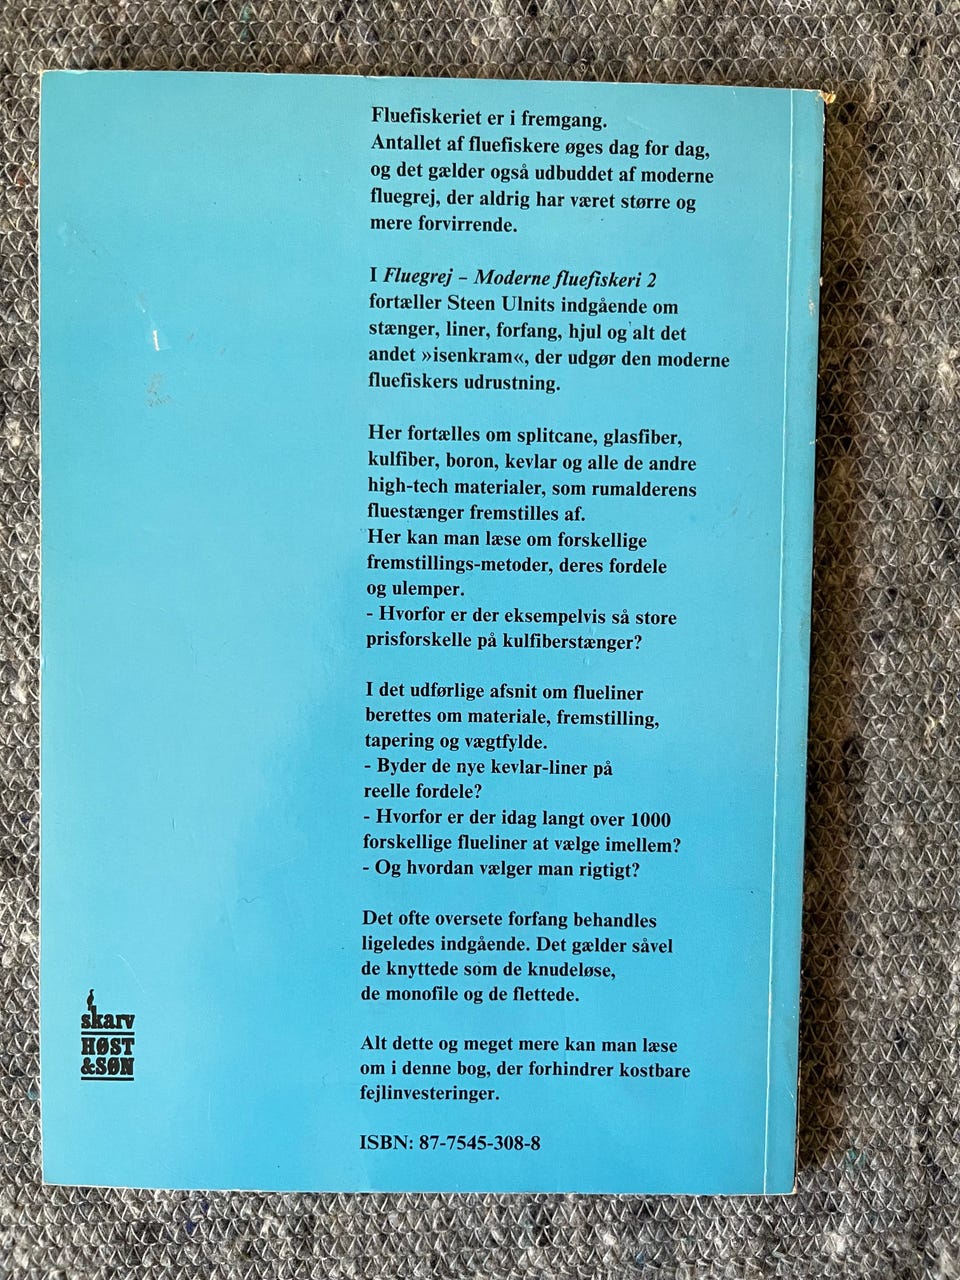 Fluefiskeriet er i fremgang.
Antallet af fluefiskere øges dag for dag,
og det gælder også udbuddet af moderne
fluegrej, der aldrig har været større og
mere forvirrende.
I Fluegrej – Moderne fluefiskeri 2
fortæller Steen Ulnits indgående om
stænger, liner, forfang, hjul og alt det
andet »isenkram«, der udgør den moderne
fluefiskers udrustning.
Her fortælles om splitcane, glasfiber,
kulfiber, boron, kevlar og alle de andre
high-tech materialer, som rumalderens
fluestænger fremstilles af.
Her kan man læse om forskellige
fremstillings-metoder, deres fordele
og ulemper.
- Hvorfor er der eksempelvis så store
prisforskelle på kulfiberstænger?
I det udførlige afsnit om flueliner
berettes om materiale, fremstilling,
tapering og vægtfylde.
- Byder de nye kevlar-liner på
reelle fordele?
- Hvorfor er der idag langt over 1000
forskellige flueliner at vælge imellem?
- Og hvordan vælger man rigtigt?
Det ofte oversete forfang behandles
ligeledes indgående. Det gælder såvel
de knyttede som de knudeløse,
de monofile og de flettede.
Alt dette og meget mere kan man læse
om i denne bog, der forhindrer kostbare
fejlinvesteringer.
ISBN: 87-7545-308-8
skarv
HØST
&SØN